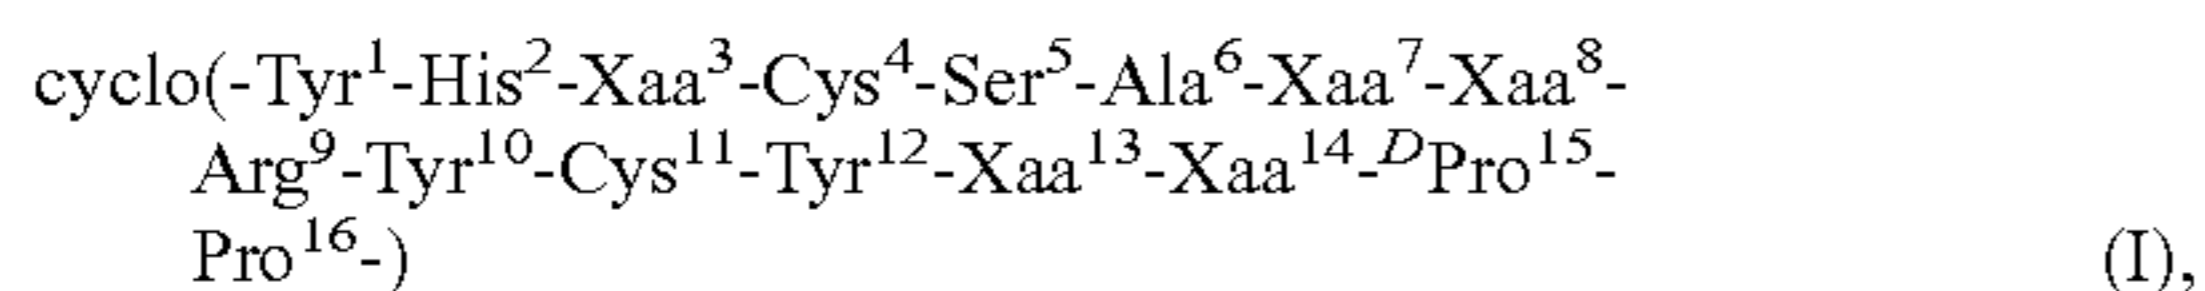 cyclo(-Tyr¹-His²-Xaa³-Cys⁴-Ser⁵-Ala⁶-Xaa⁷-Xaa⁸-
Arg⁹-Tyr¹⁰-Cys¹¹-Tyr¹²-Xaa¹³-Xaa¹⁴-ᴰPro¹⁵-
Pro¹⁶-) (I),